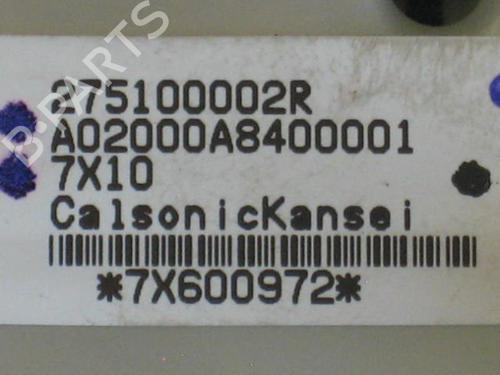 B-PARTS
275100002R
A02000A8400001
7X10
CalsonicKansei
*7X600972*